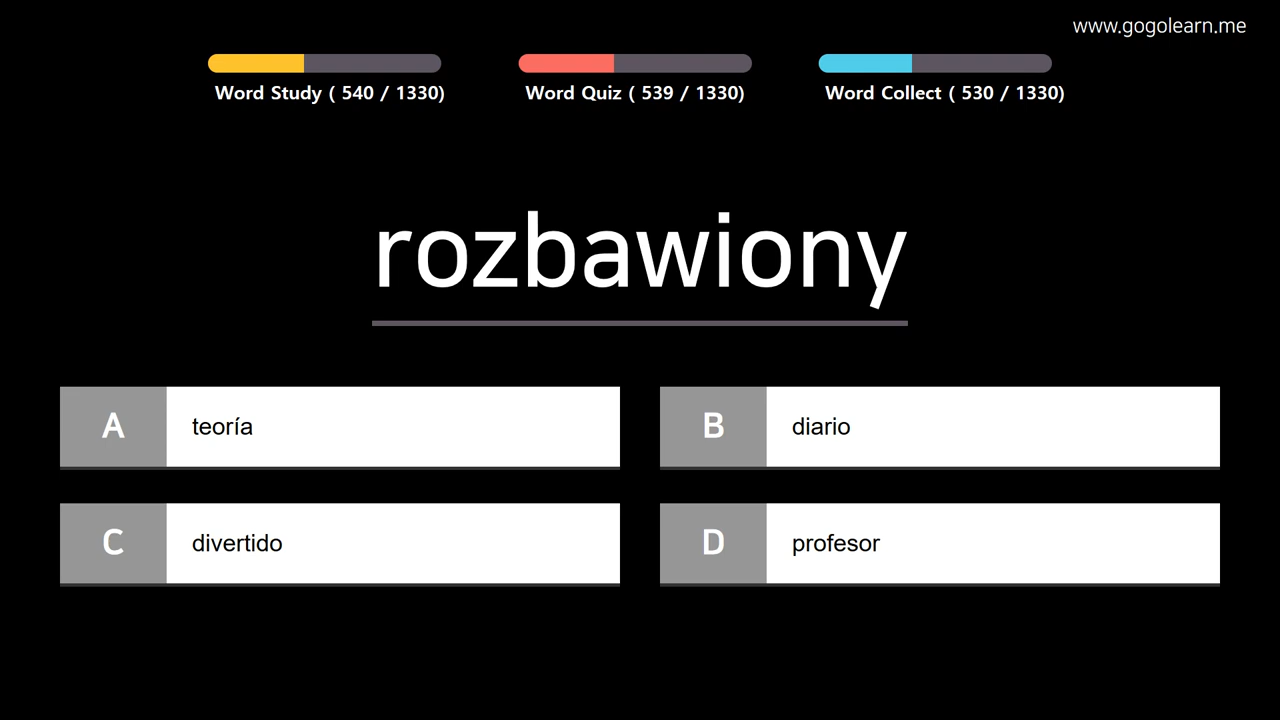 www.gogolearn.me
Word Study ( 540 / 1330)
Word Quiz ( 539 / 1330)
Word Collect ( 530 / 1330)
rozbawiony
A teoría
B diario
C divertido
D profesor